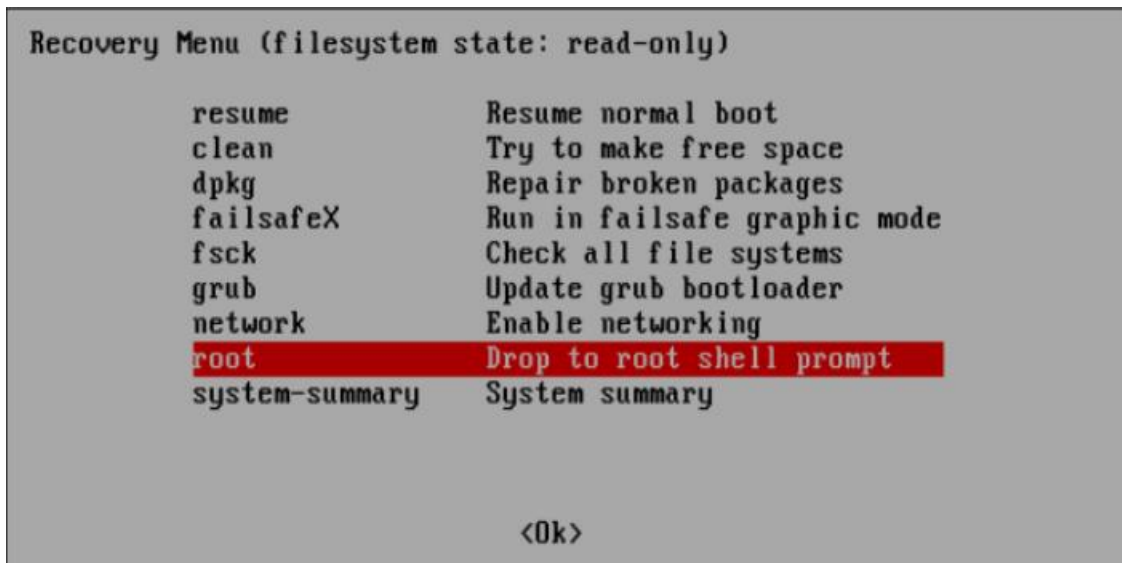 Recovery Menu (filesystem state: read-only)
resume Resume normal boot
clean Try to make free space
dpkg Repair broken packages
failsafeX Run in failsafe graphic mode
fsck Check all file systems
grub Update grub bootloader
network Enable networking
root Drop to root shell prompt
system-summary System summary
<Ok>